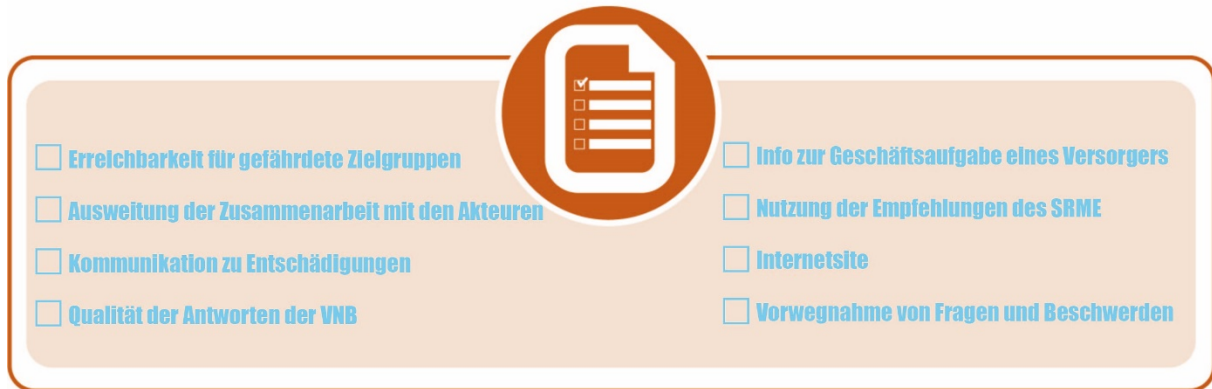 Erreichbarkeit für gefährdete Zielgruppen
Ausweitung der Zusammenarbeit mit den Akteuren
Kommunikation zu Entschädigungen
Qualität der Antworten der VNB
Info zur Geschäftsaufgabe eines Versorgers
Nutzung der Empfehlungen des SRME
Internetsite
Vorwegnahme von Fragen und Beschwerden